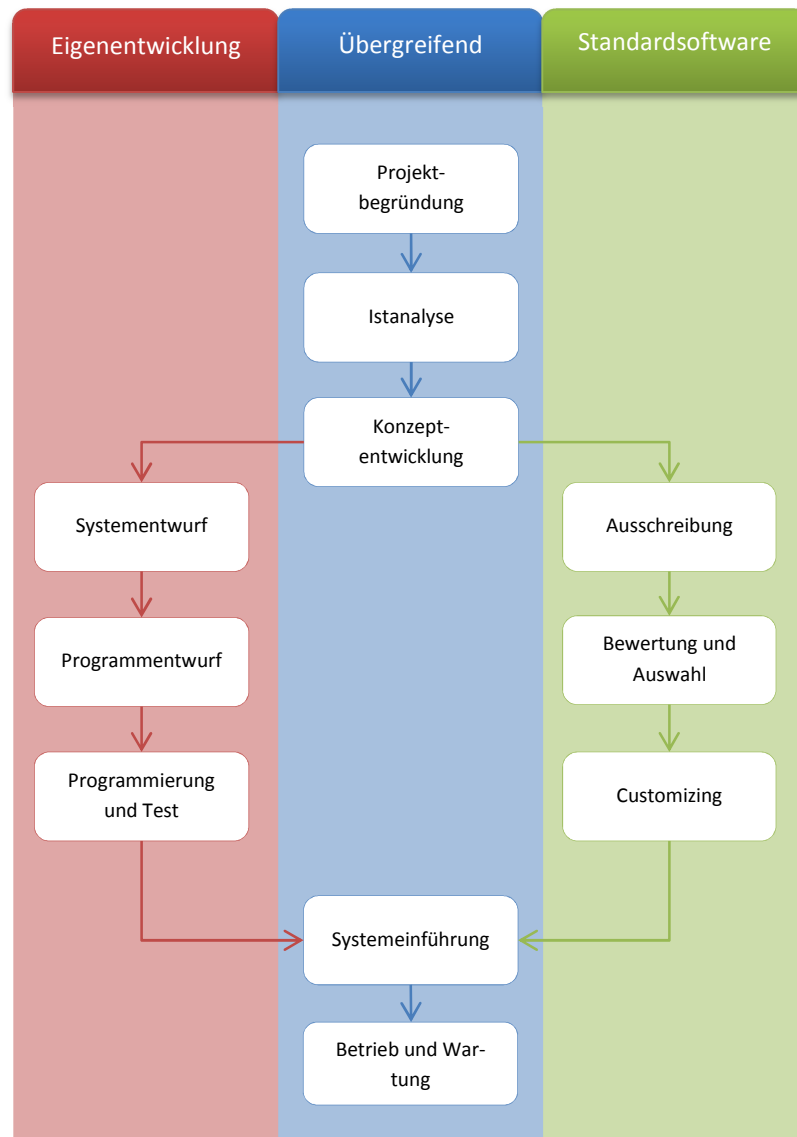 Eigenentwicklung
Übergreifend
Standardsoftware
Projekt-
begründung
Istanalyse
Konzept-
entwicklung
Systementwurf
Ausschreibung
Programmentwurf
Bewertung und
Auswahl
Programmierung
und Test
Customizing
Systemeinführung
Betrieb und War-
tung